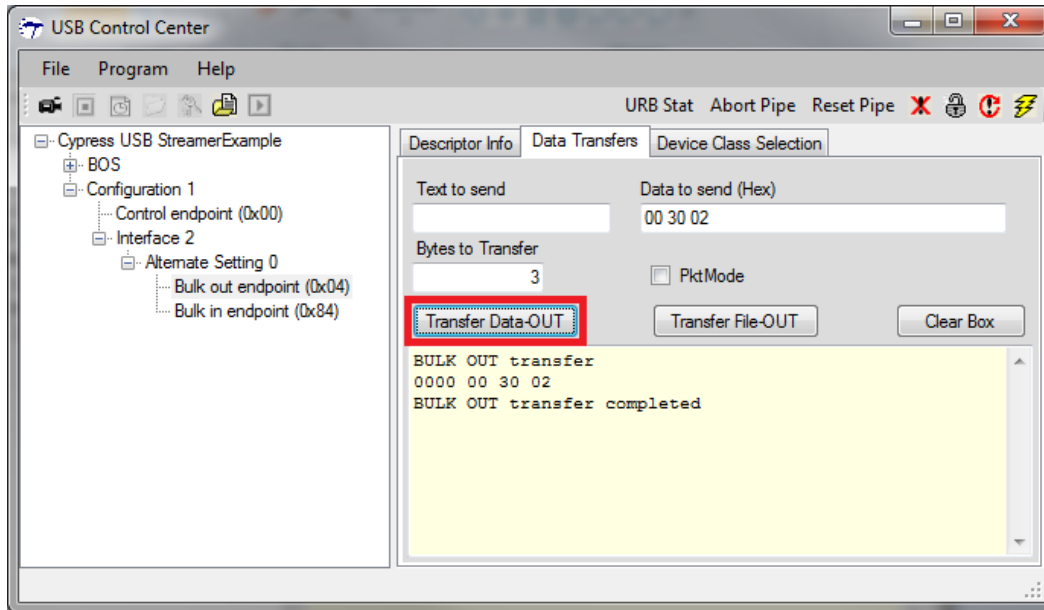 USB Control Center
File Program Help
URB Stat Abort Pipe Reset Pipe
Cypress USB StreamerExample
BOS
Configuration 1
Control endpoint (0x00)
Interface 2
Alternate Setting 0
Bulk out endpoint (0x04)
Bulk in endpoint (0x84)
Descriptor Info Data Transfers Device Class Selection
Text to send Data to send (Hex)
00 30 02
Bytes to Transfer
3 PktMode
Transfer Data-OUT Transfer File-OUT Clear Box
BULK OUT transfer
0000 00 30 02
BULK OUT transfer completed